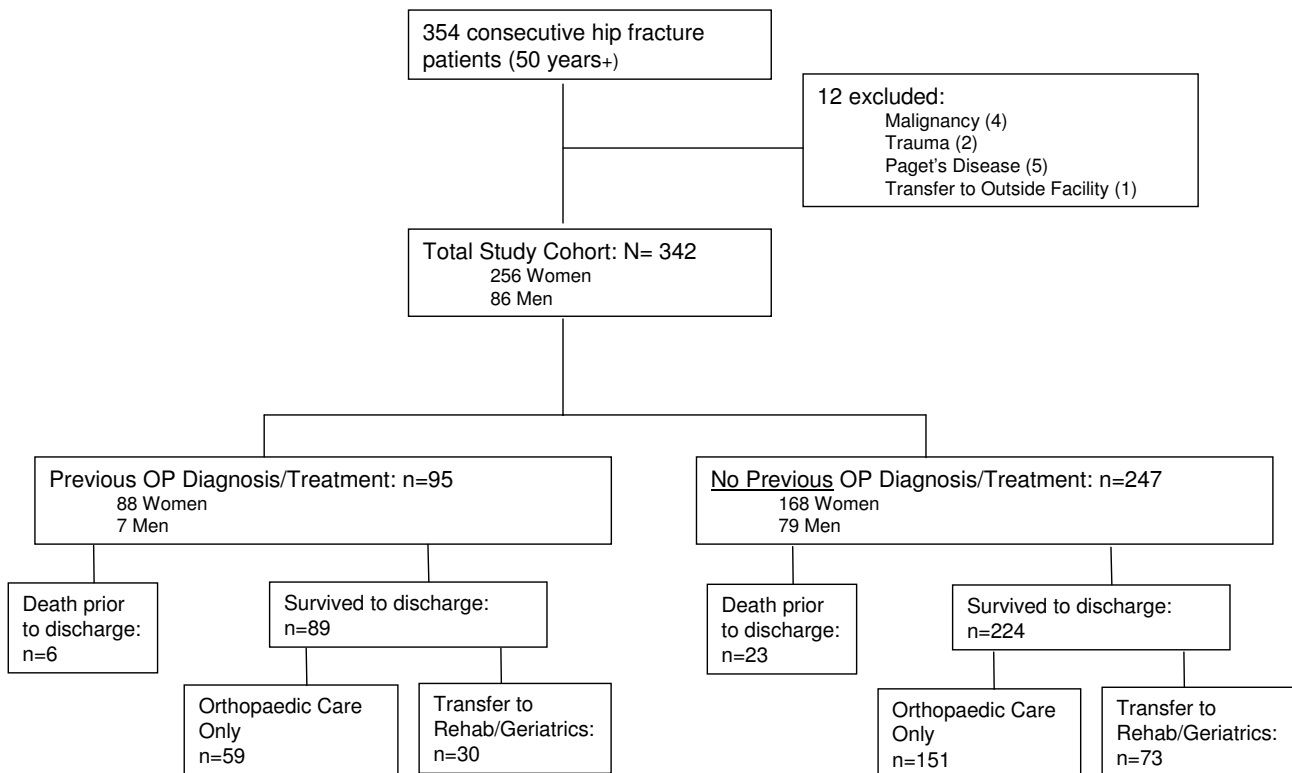 354 consecutive hip fracture
patients (50 years+)
12 excluded:
Malignancy (4)
Trauma (2)
Paget's Disease (5)
Transfer to Outside Facility (1)
Total Study Cohort: N= 342
256 Women
86 Men
Previous OP Diagnosis/Treatment: n=95
88 Women
7 Men
No Previous OP Diagnosis/Treatment: n=247
168 Women
79 Men
Death prior
to discharge:
n=6
Survived to discharge:
n=89
Death prior
to discharge:
n=23
Survived to discharge:
n=224
Orthopaedic Care
Only
n=59
Transfer to
Rehab/Geriatrics:
n=30
Orthopaedic Care
Only
n=151
Transfer to
Rehab/Geriatrics:
n=73